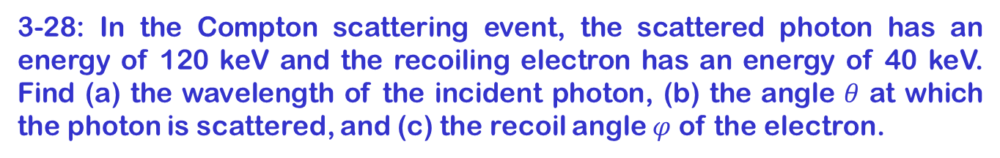 3-28: In the Compton scattering event, the scattered photon has an
energy of 120 keV and the recoiling electron has an energy of 40 keV.
Find (a) the wavelength of the incident photon, (b) the angle θ at which
the photon is scattered, and (c) the recoil angle φ of the electron.